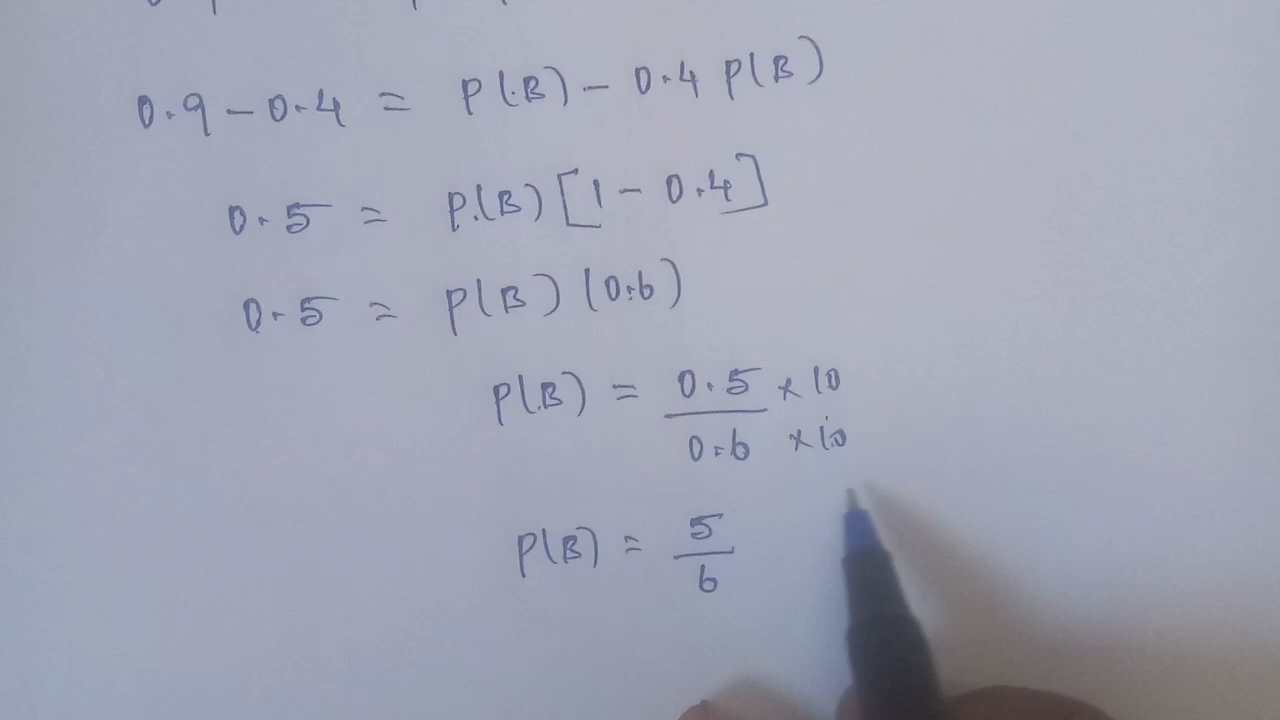 0.9 - 0.4 = P(B) - 0.4 P(B)
0.5 = P(B) [1 - 0.4]
0.5 = P(B) (0.6)
P(B) = 0.5 × 10 / 0.6 × 10
P(B) = 5 / 6